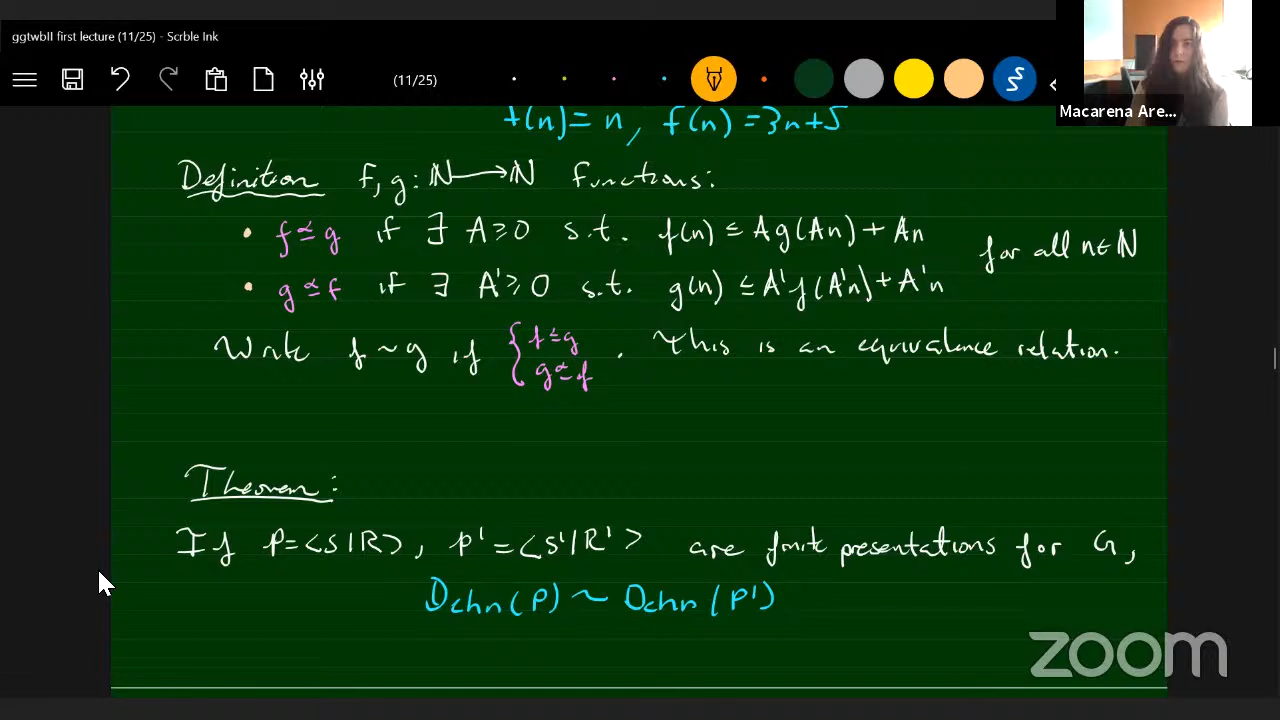 ggtwbII first lecture (11/25) - Scrble Ink
(11/25)
Macarena Are...
f(n)= n, f(n) = 3n+5
Definition f, g : ℕ → ℕ functions:
• f ⪯ g if ∃ A ≥ 0 s.t. f(n) ≤ Ag(An) + An for all n ∈ ℕ
• g ⪯ f if ∃ A' ≥ 0 s.t. g(n) ≤ A'f(A'n) + A'n
Write f ~ g if { f ⪯ g . This is an equivalence relation.
g ⪯ f
Theorem:
If P = <S|R>, P' = <S'|R'> are finite presentations for G,
Dehn(P) ~ Dehn(P')
zoom